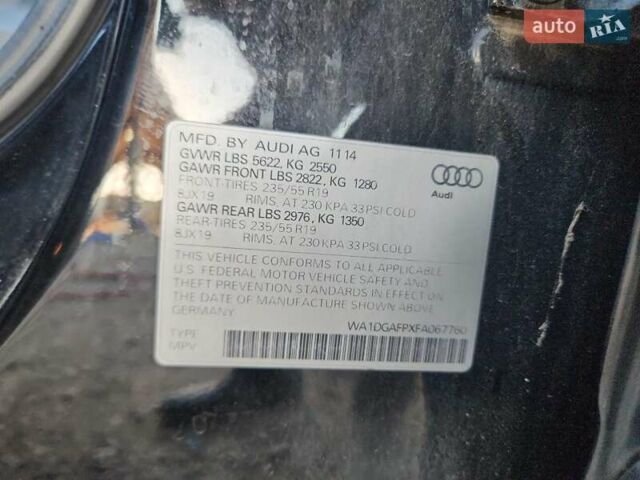 auto RIA
MFD. BY AUDI AG 11 14
GVWR LBS 5622, KG 2550
GAWR FRONT LBS 2822, KG 1280
FRONT-TIRES 235/55 R19
8JX19 RIMS, AT 230 KPA 33 PSI COLD
GAWR REAR LBS 2976, KG 1350
REAR-TIRES 235/55 R19
8JX19 RIMS, AT 230 KPA 33 PSI COLD
Audi
THIS VEHICLE CONFORMS TO ALL APPLICABLE
U.S. FEDERAL MOTOR VEHICLE SAFETY AND
THEFT PREVENTION STANDARDS IN EFFECT ON
THE DATE OF MANUFACTURE SHOWN ABOVE
GERMANY
WA1DGAFPXFA067760
TYPE
MPV